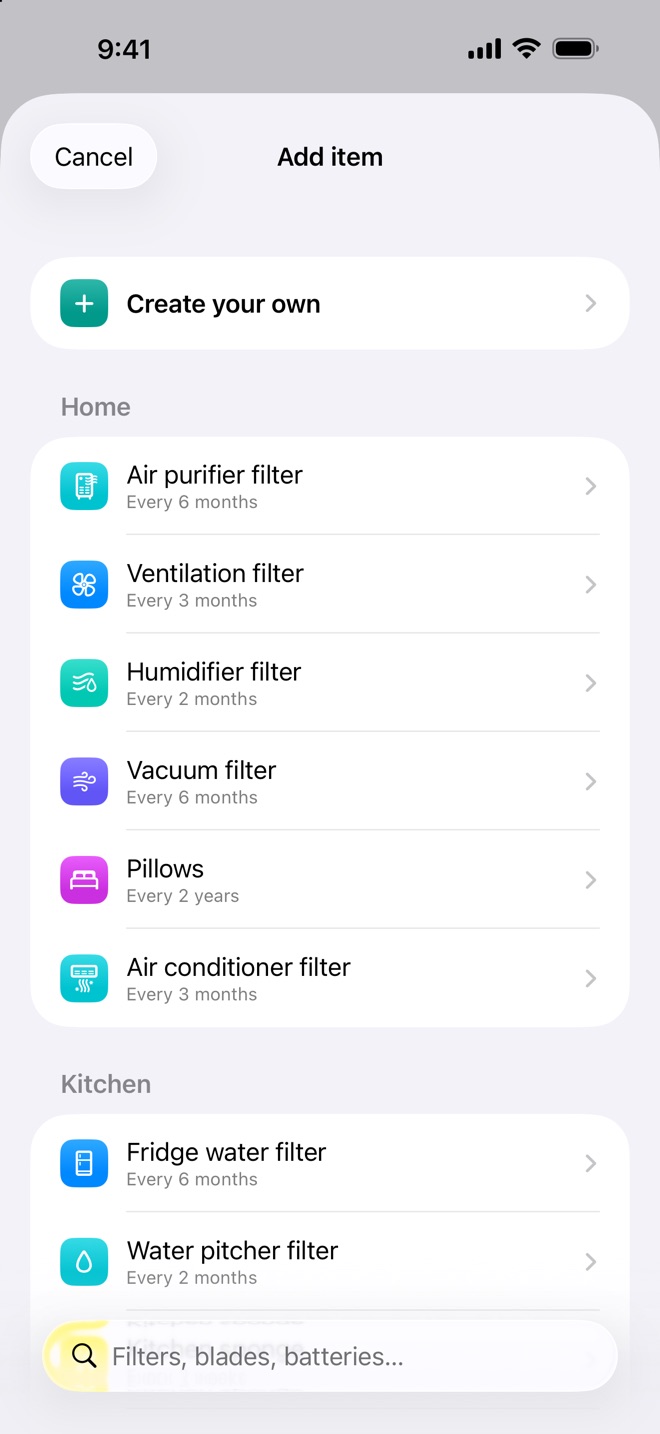 9:41
Cancel
Add item
Create your own
Home
Air purifier filter
Every 6 months
Ventilation filter
Every 3 months
Humidifier filter
Every 2 months
Vacuum filter
Every 6 months
Pillows
Every 2 years
Air conditioner filter
Every 3 months
Kitchen
Fridge water filter
Every 6 months
Water pitcher filter
Every 2 months
Kitchen sponge
Filters, blades, batteries...